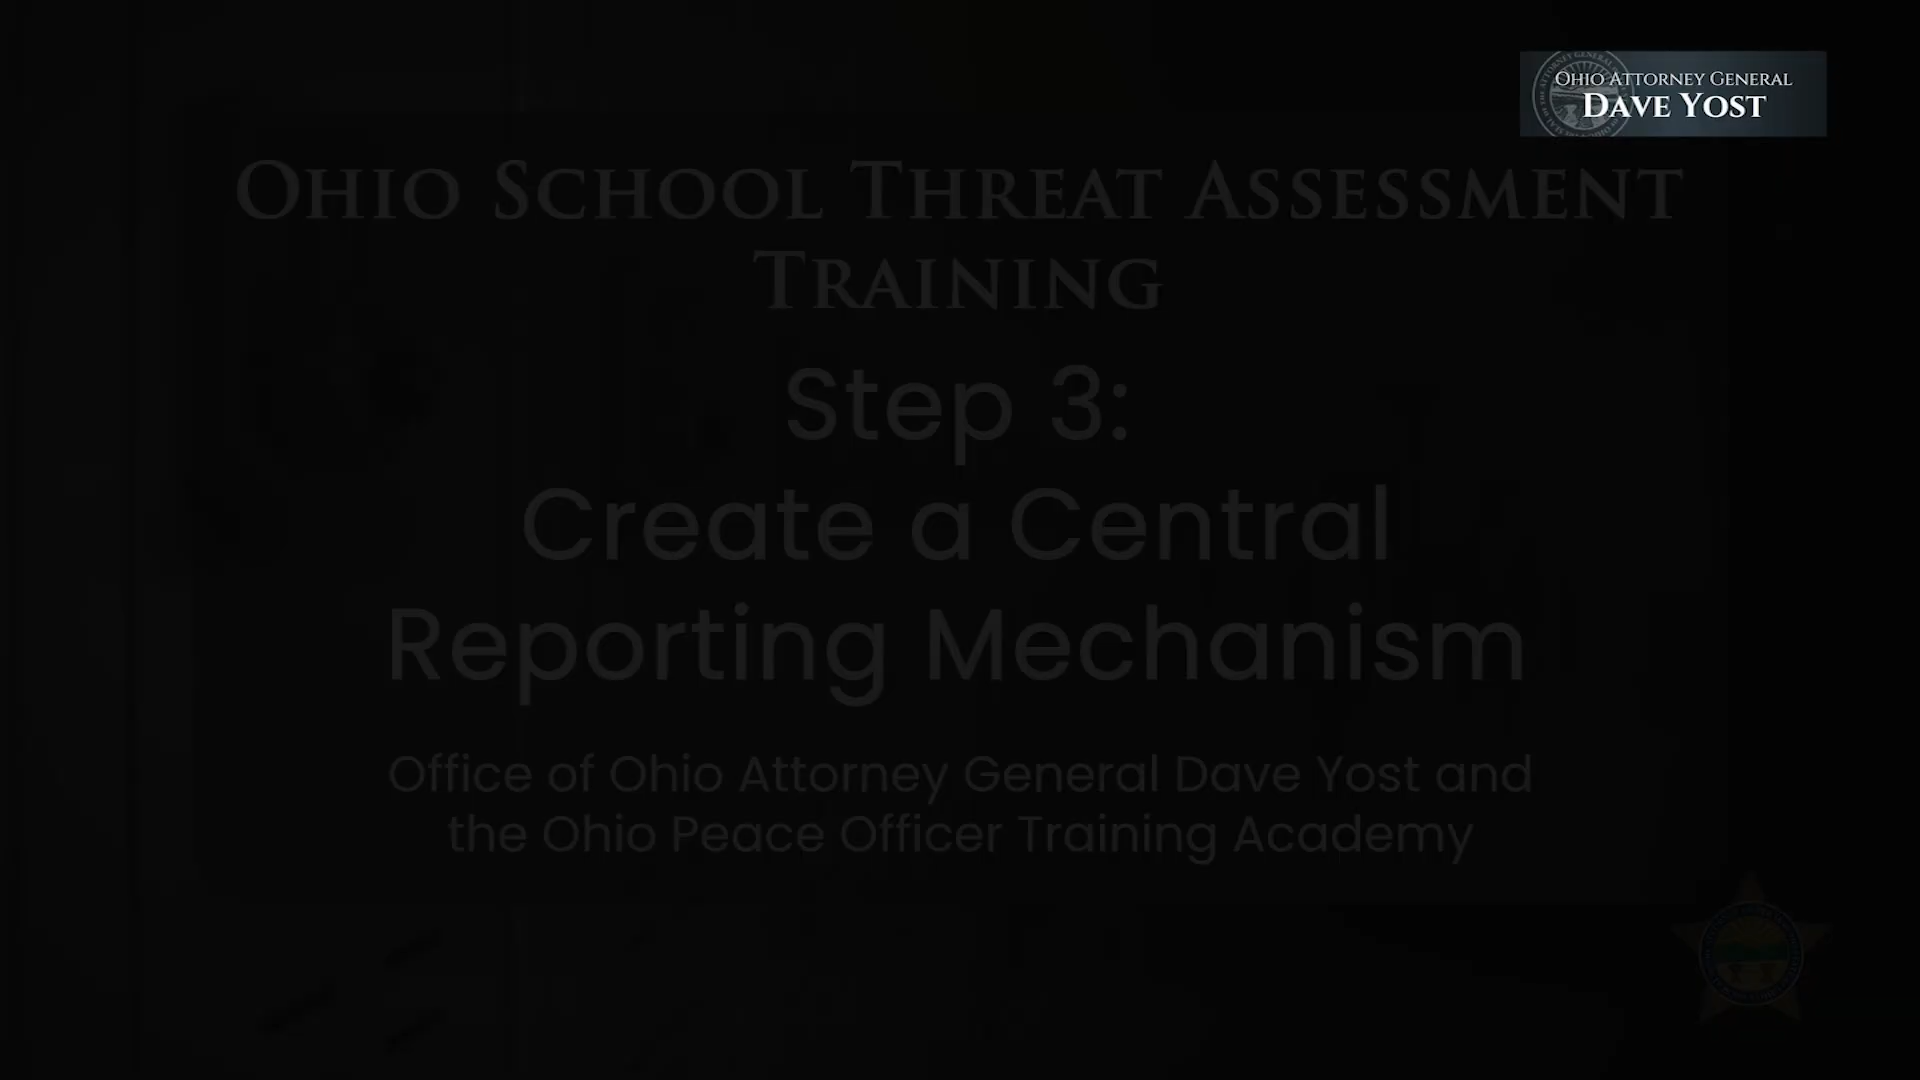 Ohio Attorney General
Dave Yost
Ohio School Threat Assessment
Training
Step 3:
Create a Central
Reporting Mechanism
Office of Ohio Attorney General Dave Yost and
the Ohio Peace Officer Training Academy